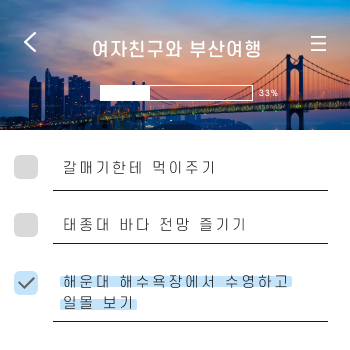 여자친구와 부산여행
33%
갈매기한테 먹이주기
태종대 바다 전망 즐기기
해운대 해수욕장에서 수영하고
일몰 보기